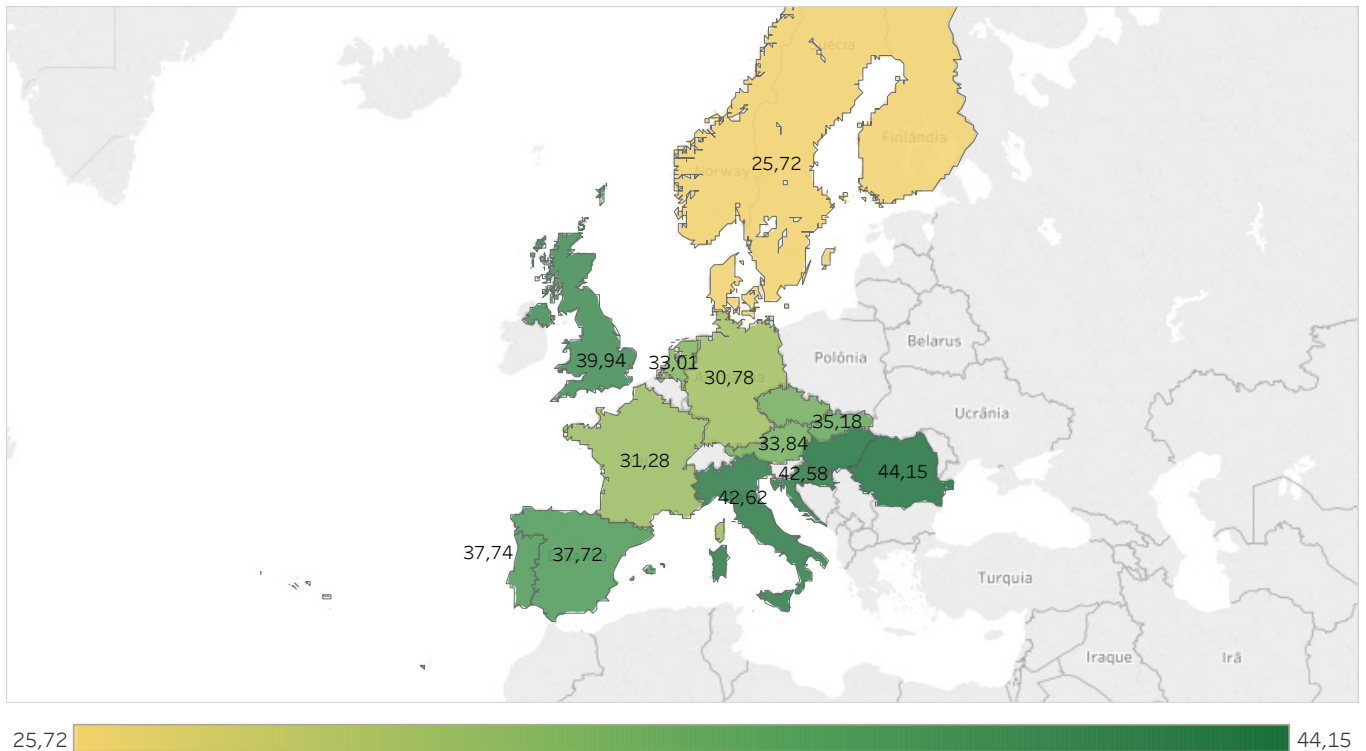 uécia
Finlândia
Norway
25,72
39,94
33,01
30,78
Polónia
Belarus
Ucrânia
35,18
33,84
31,28
42,58
44,15
42,62
37,74
37,72
Turquia
Iraque
Irã
25,72
44,15